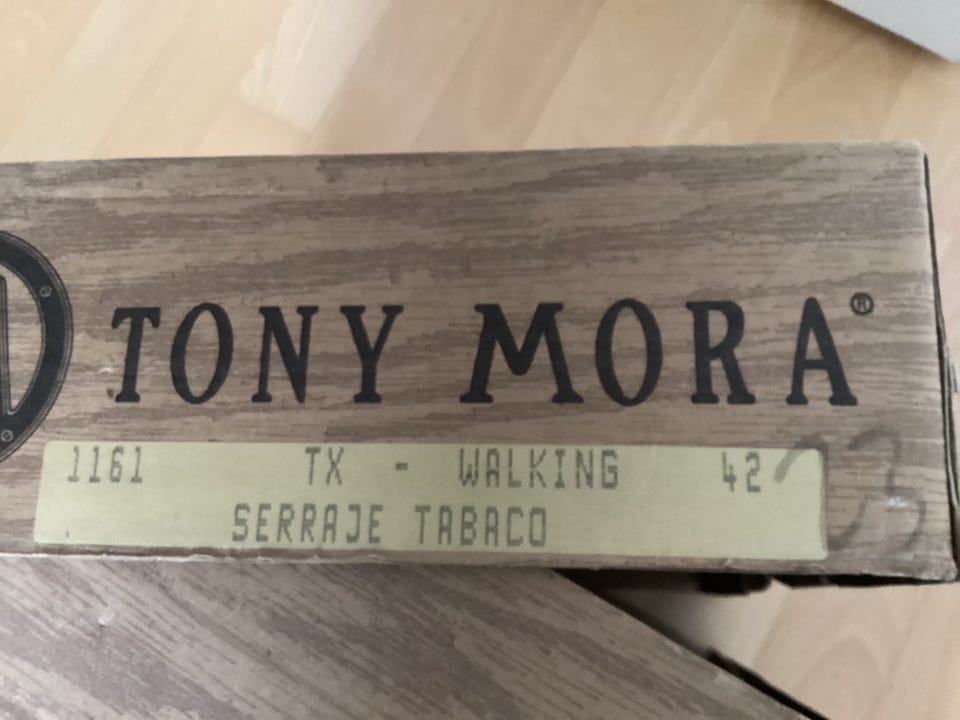 TONY MORA®
1161 TX - WALKING 42
SERRAJE TABACO